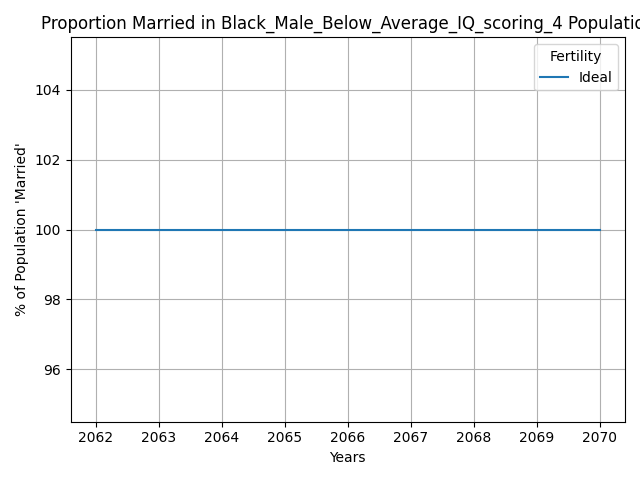 Proportion Married in Black_Male_Below_Average_IQ_scoring_4 Populatio
Fertility
Ideal
104
102
100
98
96
% of Population 'Married'
2062 2063 2064 2065 2066 2067 2068 2069 2070
Years